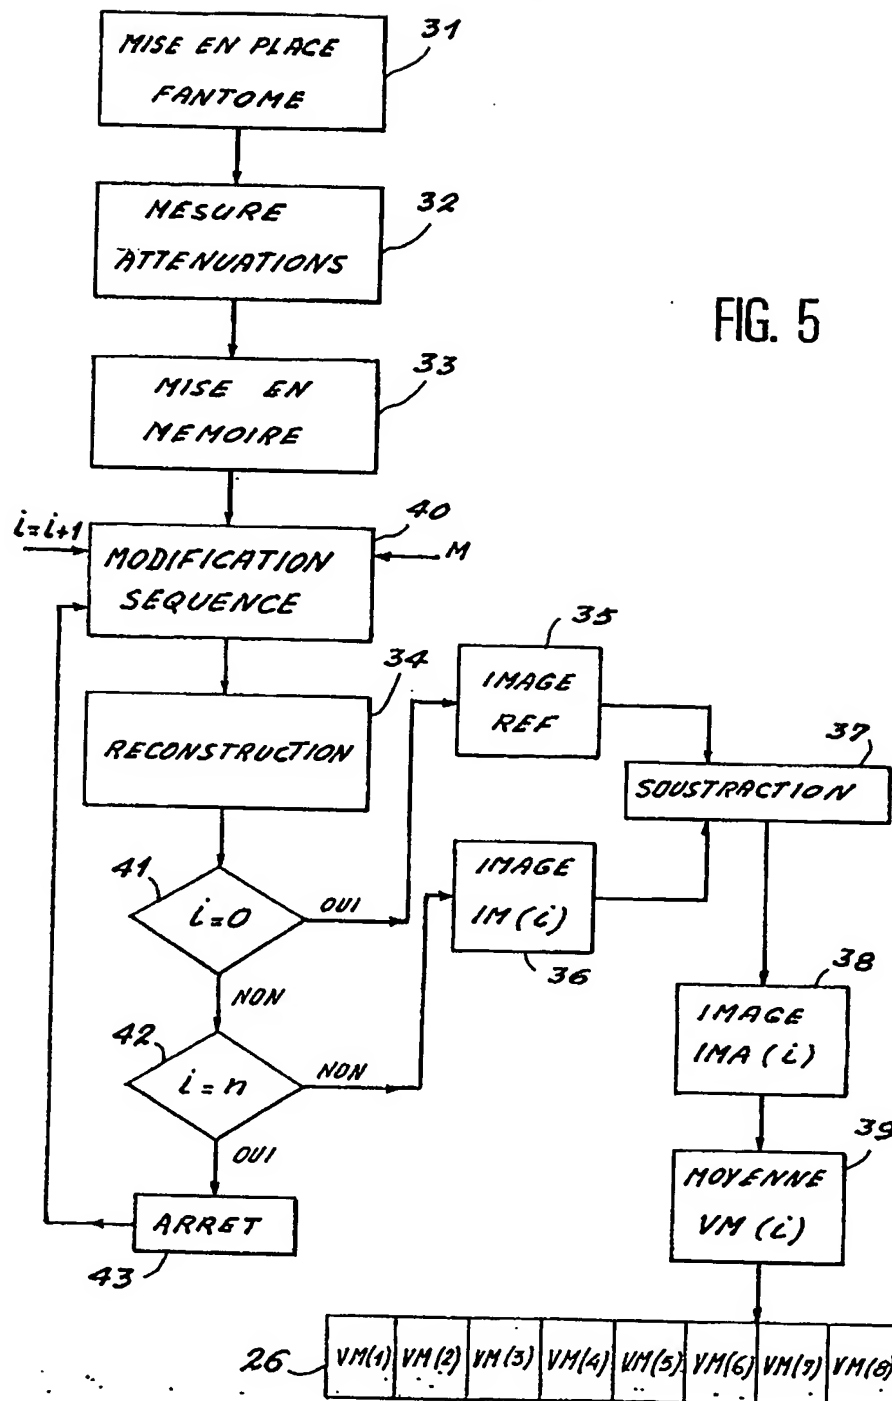 31
MISE EN PLACE
FANTOME
32
MESURE
ATTENUATIONS
FIG. 5
33
MISE EN
MEMOIRE
40
i=i+1
M
MODIFICATION
SEQUENCE
35
34
IMAGE
REF
RECONSTRUCTION
37
SOUSTRACTION
41
i=0
OUI
IMAGE
IM(i)
36
NON
38
42
IMAGE
IMA(i)
i=n
NON
39
OUI
MOYENNE
VM(i)
ARRET
43
26
VM(1) VM(2) VM(3) VM(4) VM(5) VM(6) VM(7) VM(8)